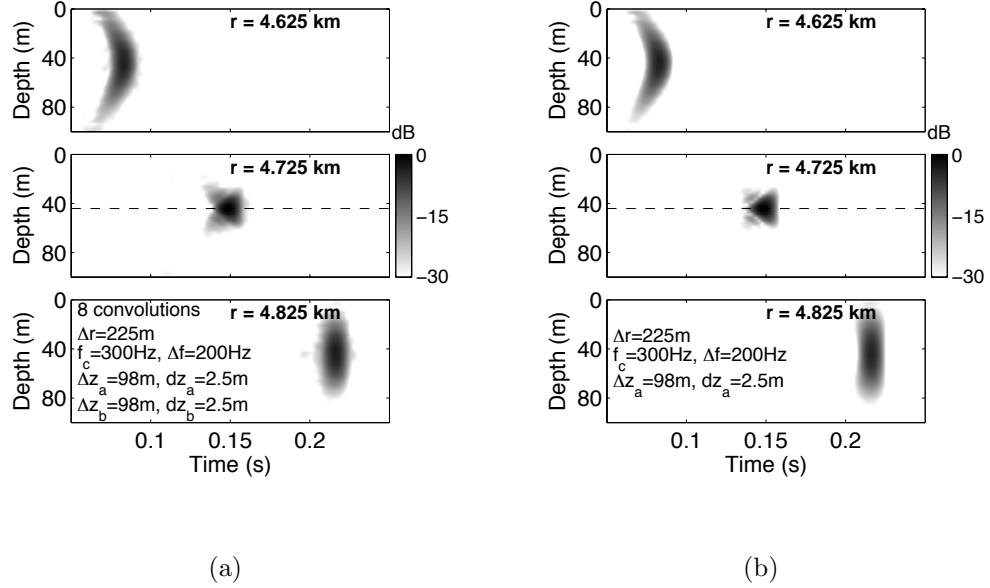 0
40
80
Depth (m)
r = 4.625 km
dB
0
40
80
Depth (m)
r = 4.725 km
0
−15
−30
0
40
80
Depth (m)
r = 4.825 km
8 convolutions
Δr=225m
f_c=300Hz, Δf=200Hz
Δz_a=98m, dz_a=2.5m
Δz_b=98m, dz_b=2.5m
0.1 0.15 0.2
Time (s)
(a)
0
40
80
Depth (m)
r = 4.625 km
dB
0
40
80
Depth (m)
r = 4.725 km
0
−15
−30
0
40
80
Depth (m)
r = 4.825 km
Δr=225m
f_c=300Hz, Δf=200Hz
Δz_a=98m, dz_a=2.5m
0.1 0.15 0.2
Time (s)
(b)